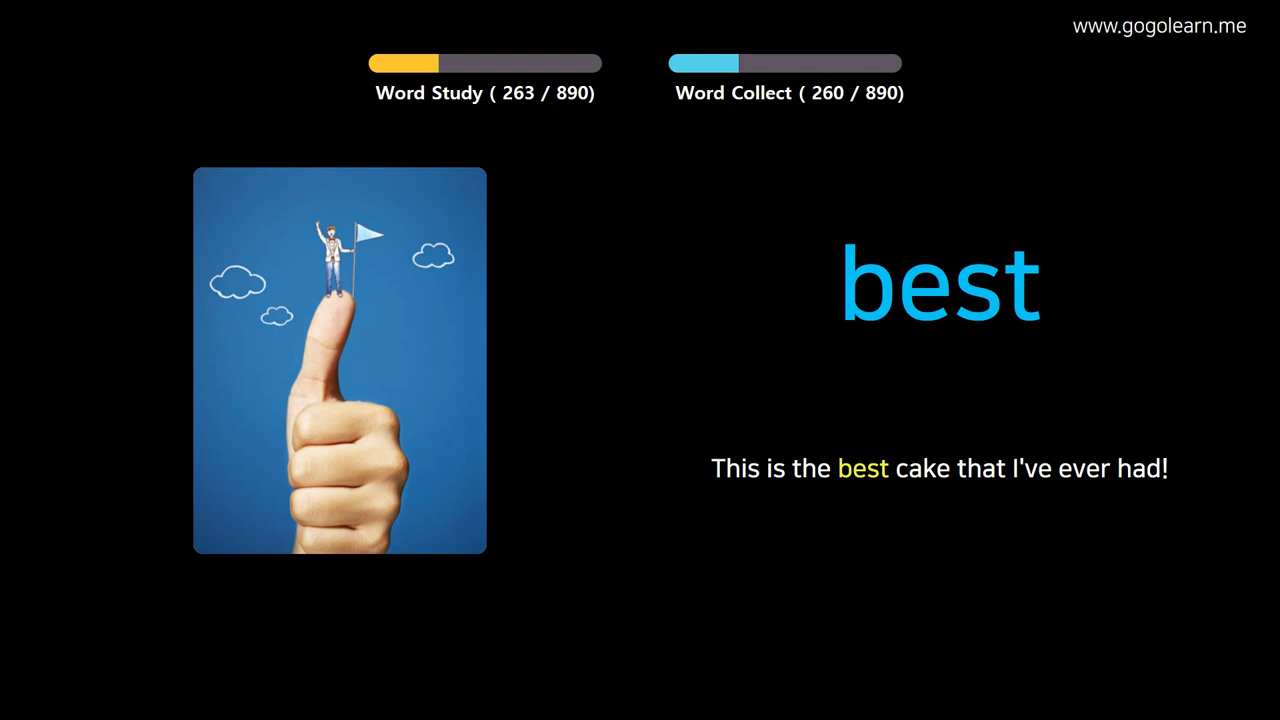 www.gogolearn.me
Word Study ( 263 / 890)
Word Collect ( 260 / 890)
best
This is the best cake that I've ever had!